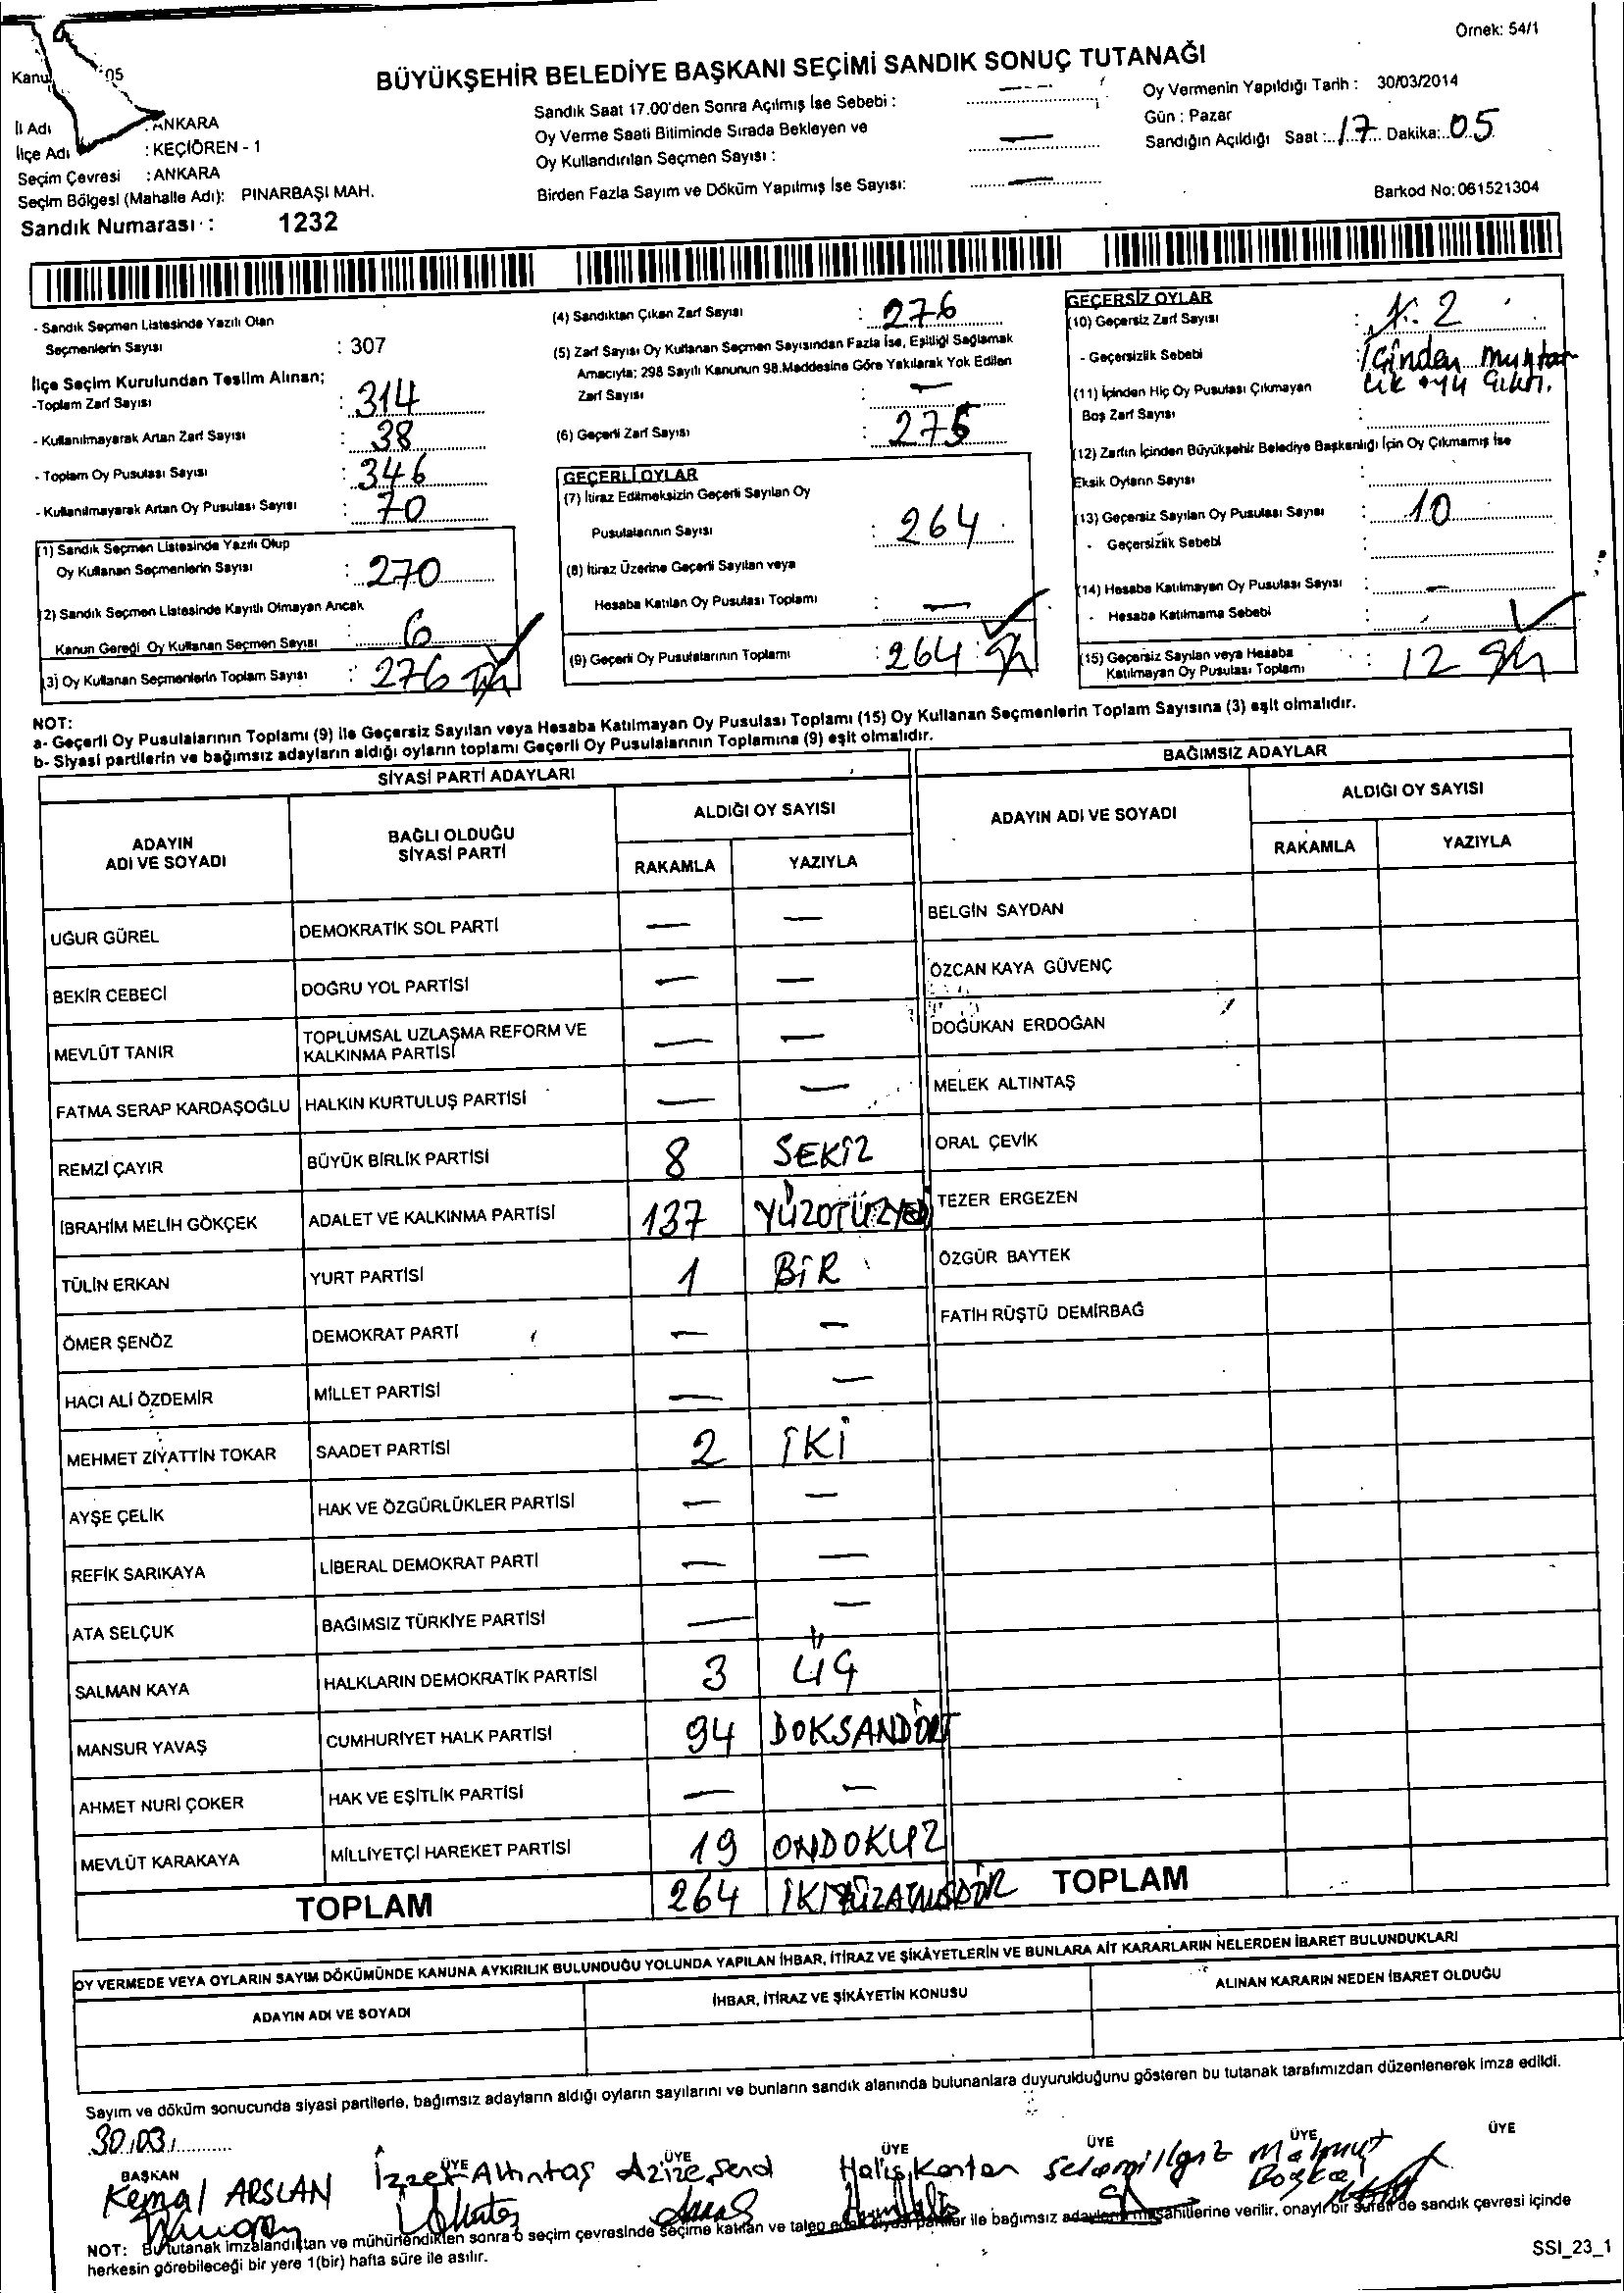 Örnek: 54/1
BÜYÜKŞEHİR BELEDİYE BAŞKANI SEÇİMİ SANDIK SONUÇ TUTANAĞI
Sandık Saat 17.00'den Sonra Açılmış İse Sebebi :
Oy Verme Saati Bitiminde Sırada Bekleyen ve
Oy Kullandırılan Seçmen Sayısı :
Birden Fazla Sayım ve Döküm Yapılmış İse Sayısı:
Oy Vermenin Yapıldığı Tarih : 30/03/2014
Gün : Pazar
Sandığın Açıldığı Saat : 17 Dakika: 05
Barkod No: 061521304
İl Adı : ANKARA
İlçe Adı : KEÇİÖREN - 1
Seçim Çevresi : ANKARA
Seçim Bölgesi (Mahalle Adı): PINARBAŞI MAH.
Sandık Numarası : 1232
- Sandık Seçmen Listesinde Yazılı Olan
Seçmenlerin Sayısı : 307
İlçe Seçim Kurulundan Teslim Alınan;
-Toplam Zarf Sayısı : 314
- Kullanılmayarak Artan Zarf Sayısı : 38
- Toplam Oy Pusulası Sayısı : 346
- Kullanılmayarak Artan Oy Pusulası Sayısı : 70
(1) Sandık Seçmen Listesinde Yazılı Olup
Oy Kullanan Seçmenlerin Sayısı : 270
(2) Sandık Seçmen Listesinde Kayıtlı Olmayan Ancak
Kanun Gereği Oy Kullanan Seçmen Sayısı : 6
(3) Oy Kullanan Seçmenlerin Toplam Sayısı : 276
(4) Sandıktan Çıkan Zarf Sayısı : 276
(5) Zarf Sayısı Oy Kullanan Seçmen Sayısından Fazla İse, Eşitliği Sağlamak
Amacıyla; 298 Sayılı Kanunun 98.Maddesine Göre Yakılarak Yok Edilen
Zarf Sayısı : —
(6) Geçerli Zarf Sayısı : 275
GEÇERLİ OYLAR
(7) İtiraz Edilmeksizin Geçerli Sayılan Oy
Pusulalarının Sayısı : 264
(8) İtiraz Üzerine Geçerli Sayılan veya
Hesaba Katılan Oy Pusulası Toplamı : —
(9) Geçerli Oy Pusulalarının Toplamı : 264
GEÇERSİZ OYLAR
(10) Geçersiz Zarf Sayısı : 2
- Geçersizlik Sebebi : İçinden muhtar
(11) İçinden Hiç Oy Pusulası Çıkmayan
Boş Zarf Sayısı :
(12) Zarfın İçinden Büyükşehir Belediye Başkanlığı İçin Oy Çıkmamış İse
Eksik Oyların Sayısı :
(13) Geçersiz Sayılan Oy Pusulası Sayısı : 10
- Geçersizlik Sebebi :
(14) Hesaba Katılmayan Oy Pusulası Sayısı : —
- Hesaba Katılmama Sebebi :
(15) Geçersiz Sayılan veya Hesaba
Katılmayan Oy Pusulası Toplamı : 12
NOT:
a- Geçerli Oy Pusulalarının Toplamı (9) ile Geçersiz Sayılan veya Hesaba Katılmayan Oy Pusulası Toplamı (15) Oy Kullanan Seçmenlerin Toplam Sayısına (3) eşit olmalıdır.
b- Siyasi partilerin ve bağımsız adayların aldığı oyların toplamı Geçerli Oy Pusulalarının Toplamına (9) eşit olmalıdır.
SİYASİ PARTİ ADAYLARI
ADAYIN ADI VE SOYADI BAĞLI OLDUĞU SİYASİ PARTİ ALDIĞI OY SAYISI
RAKAMLA YAZIYLA
UĞUR GÜREL DEMOKRATİK SOL PARTİ — —
BEKİR CEBECİ DOĞRU YOL PARTİSİ — —
MEVLÜT TANIR TOPLUMSAL UZLAŞMA REFORM VE KALKINMA PARTİSİ — —
FATMA SERAP KARDAŞOĞLU HALKIN KURTULUŞ PARTİSİ — —
REMZİ ÇAYIR BÜYÜK BİRLİK PARTİSİ 8 SEKİZ
İBRAHİM MELİH GÖKÇEK ADALET VE KALKINMA PARTİSİ 137
TÜLİN ERKAN YURT PARTİSİ 1 BİR
ÖMER ŞENÖZ DEMOKRAT PARTİ — —
HACI ALİ ÖZDEMİR MİLLET PARTİSİ — —
MEHMET ZİYATTİN TOKAR SAADET PARTİSİ 2 İKİ
AYŞE ÇELİK HAK VE ÖZGÜRLÜKLER PARTİSİ — —
REFİK SARIKAYA LİBERAL DEMOKRAT PARTİ — —
ATA SELÇUK BAĞIMSIZ TÜRKİYE PARTİSİ — —
SALMAN KAYA HALKLARIN DEMOKRATİK PARTİSİ 3 ÜÇ
MANSUR YAVAŞ CUMHURİYET HALK PARTİSİ 94 DOKSANDÖRT
AHMET NURİ ÇOKER HAK VE EŞİTLİK PARTİSİ — —
MEVLÜT KARAKAYA MİLLİYETÇİ HAREKET PARTİSİ 19 ONDOKUZ
TOPLAM 264
BAĞIMSIZ ADAYLAR
ADAYIN ADI VE SOYADI ALDIĞI OY SAYISI
RAKAMLA YAZIYLA
BELGİN SAYDAN
ÖZCAN KAYA GÜVENÇ
DOĞUKAN ERDOĞAN
MELEK ALTINTAŞ
ORAL ÇEVİK
TEZER ERGEZEN
ÖZGÜR BAYTEK
FATİH RÜŞTÜ DEMİRBAĞ
TOPLAM
OY VERMEDE VEYA OYLARIN SAYIM DÖKÜMÜNDE KANUNA AYKIRILIK BULUNDUĞU YOLUNDA YAPILAN İHBAR, İTİRAZ VE ŞİKÂYETLERİN VE BUNLARA AİT KARARLARIN NELERDEN İBARET BULUNDUKLARI
ADAYIN ADI VE SOYADI İHBAR, İTİRAZ VE ŞİKÂYETİN KONUSU ALINAN KARARIN NEDEN İBARET OLDUĞU
Sayım ve döküm sonucunda siyasi partilerle, bağımsız adayların aldığı oyların sayılarını ve bunların sandık alanında bulunanlara duyurulduğunu gösteren bu tutanak tarafımızdan düzenlenerek imza edildi.
30.03.
BAŞKAN ÜYE ÜYE ÜYE ÜYE ÜYE ÜYE
Kemal ARSLAN İzzet Altıntaş Azize Halis
NOT: Bu tutanak imzalandıktan ve mühürlendikten sonra o seçim çevresinde seçime katılan ve talep eden siyasi partiler ile bağımsız adayların müşahitlerine verilir, onaylı bir sureti de sandık çevresi içinde
herkesin görebileceği bir yere 1(bir) hafta süre ile asılır.
SSI_23_1